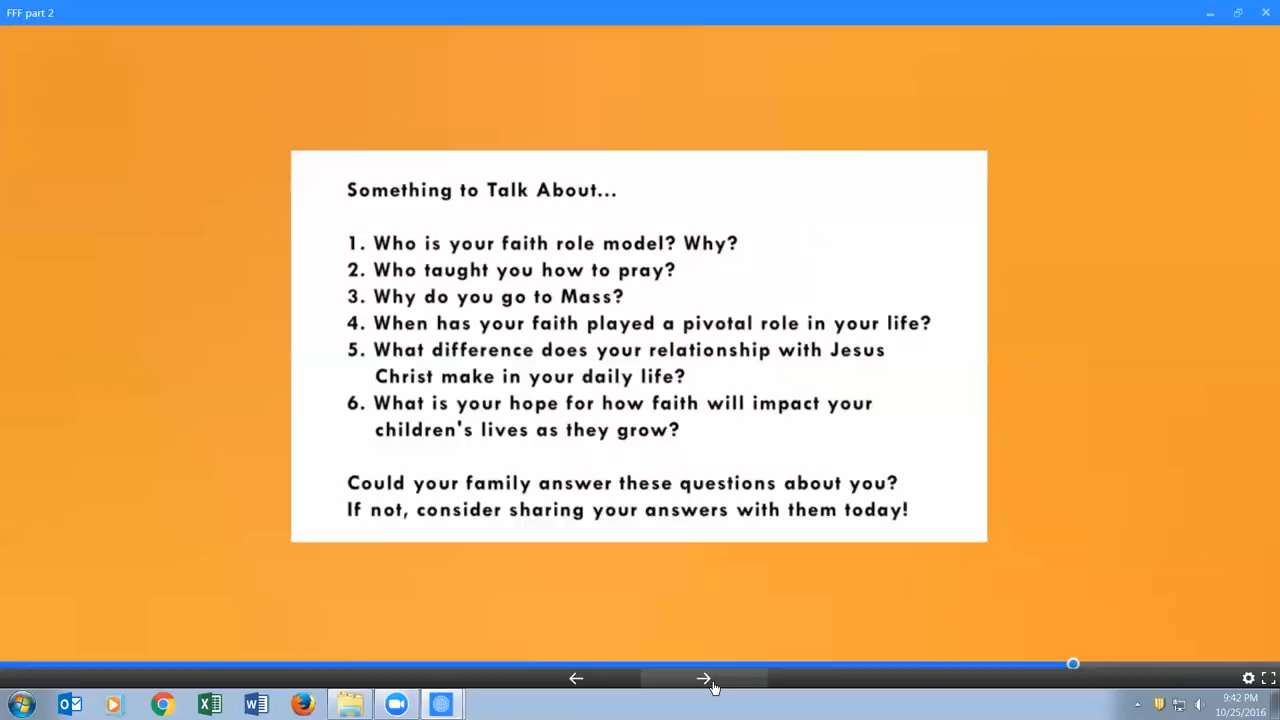 FFF part 2
Something to Talk About...
1. Who is your faith role model? Why?
2. Who taught you how to pray?
3. Why do you go to Mass?
4. When has your faith played a pivotal role in your life?
5. What difference does your relationship with Jesus
Christ make in your daily life?
6. What is your hope for how faith will impact your
children's lives as they grow?
Could your family answer these questions about you?
If not, consider sharing your answers with them today!
9:42 PM
10/25/2016